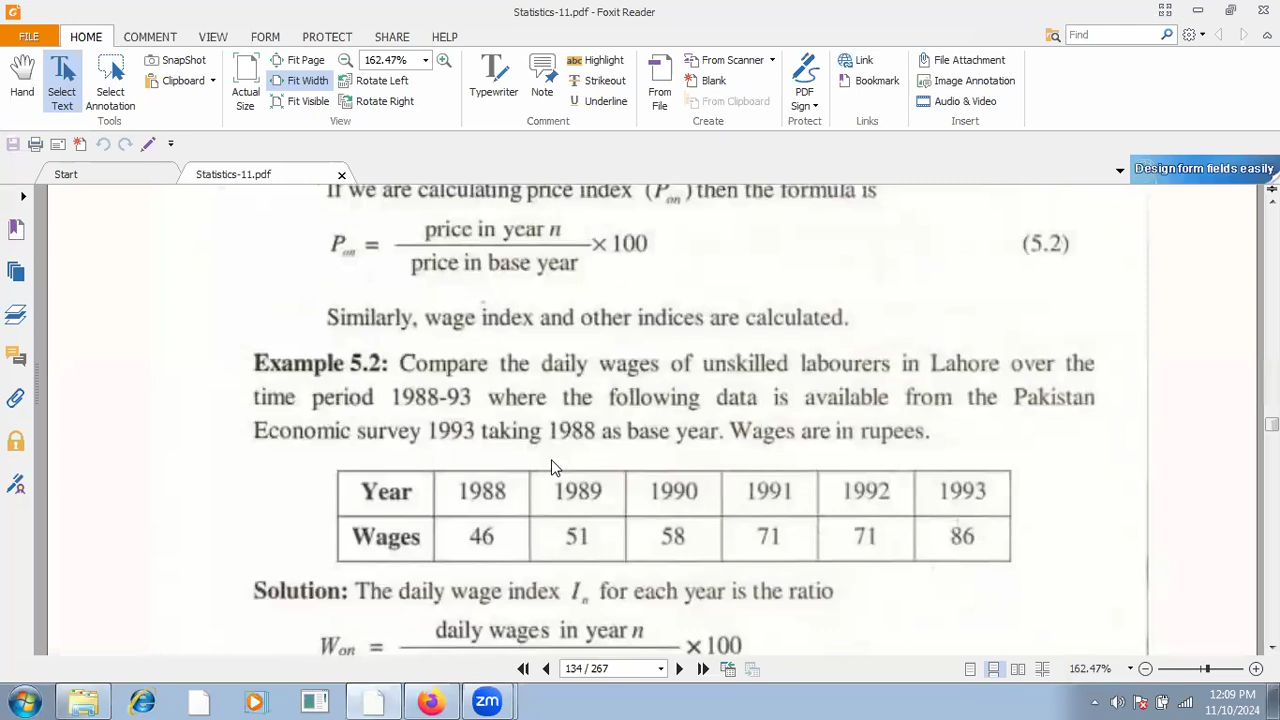 Statistics-11.pdf - Foxit Reader
FILE HOME COMMENT VIEW FORM PROTECT SHARE HELP Find
Hand Select Text SnapShot Clipboard Select Annotation Tools
Actual Size Fit Page Fit Width Fit Visible 162.47% Rotate Left Rotate Right View
Typewriter Note Highlight Strikeout Underline Comment
From File From Scanner Blank From Clipboard Create
PDF Sign Protect
Link Bookmark Links
File Attachment Image Annotation Audio & Video Insert
Start Statistics-11.pdf Design form fields easily
If we are calculating price index (P_on) then the formula is
P_on = price in year n / price in base year × 100 (5.2)
Similarly, wage index and other indices are calculated.
Example 5.2: Compare the daily wages of unskilled labourers in Lahore over the
time period 1988-93 where the following data is available from the Pakistan
Economic survey 1993 taking 1988 as base year. Wages are in rupees.
Year 1988 1989 1990 1991 1992 1993
Wages 46 51 58 71 71 86
Solution: The daily wage index I_n for each year is the ratio
W_on = daily wages in year n × 100
134 / 267 162.47%
zm 12:09 PM
11/10/2024